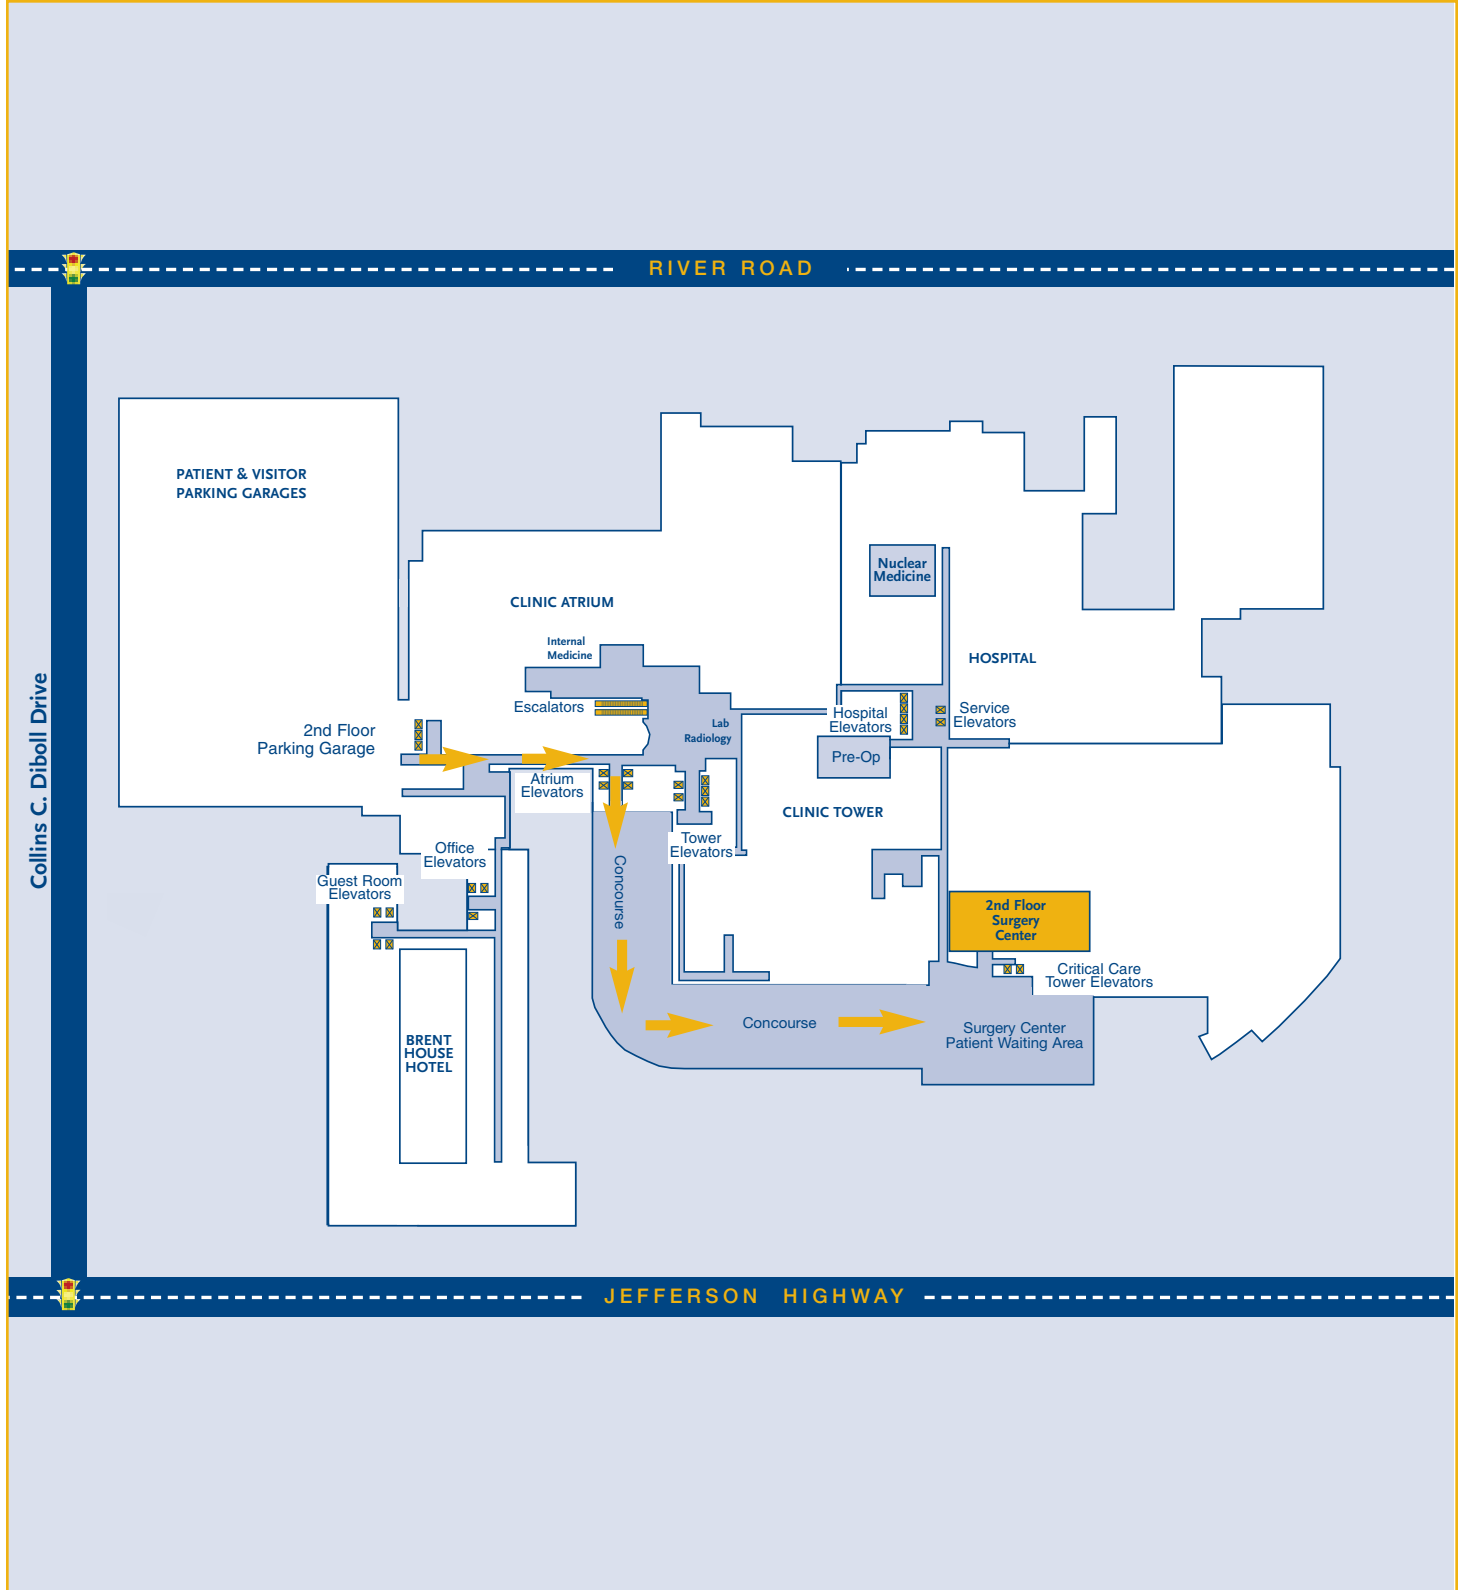 RIVER ROAD
PATIENT & VISITOR
PARKING GARAGES
Nuclear
Medicine
CLINIC ATRIUM
Internal
Medicine
HOSPITAL
Collins C. Diboll Drive
Escalators
Hospital
Elevators
Service
Elevators
Lab
Radiology
2nd Floor
Parking Garage
Pre-Op
Atrium
Elevators
CLINIC TOWER
Tower
Elevators
Office
Elevators
Guest Room
Elevators
Concourse
2nd Floor
Surgery
Center
Critical Care
Tower Elevators
Concourse
Surgery Center
Patient Waiting Area
BRENT
HOUSE
HOTEL
JEFFERSON HIGHWAY